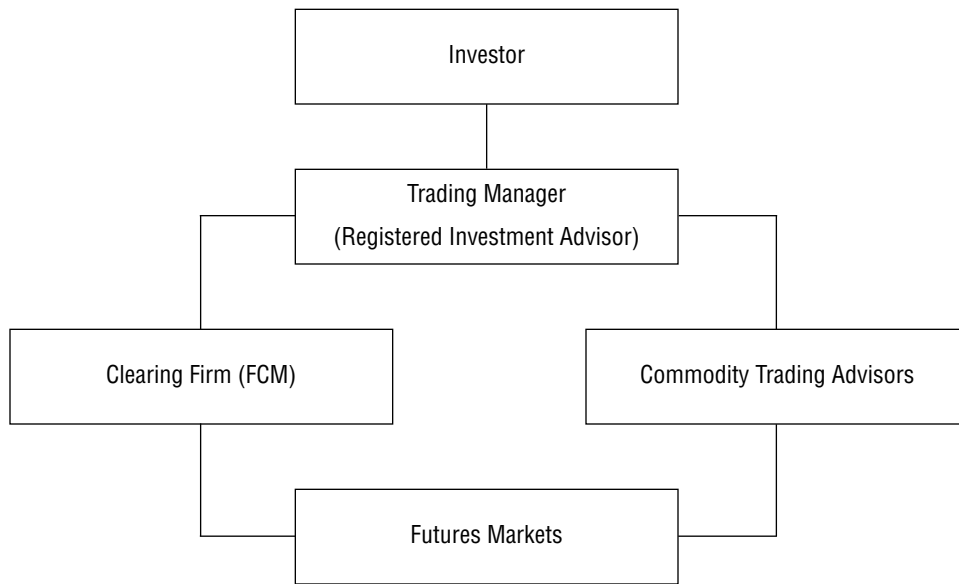 Investor
Trading Manager
(Registered Investment Advisor)
Clearing Firm (FCM)
Commodity Trading Advisors
Futures Markets